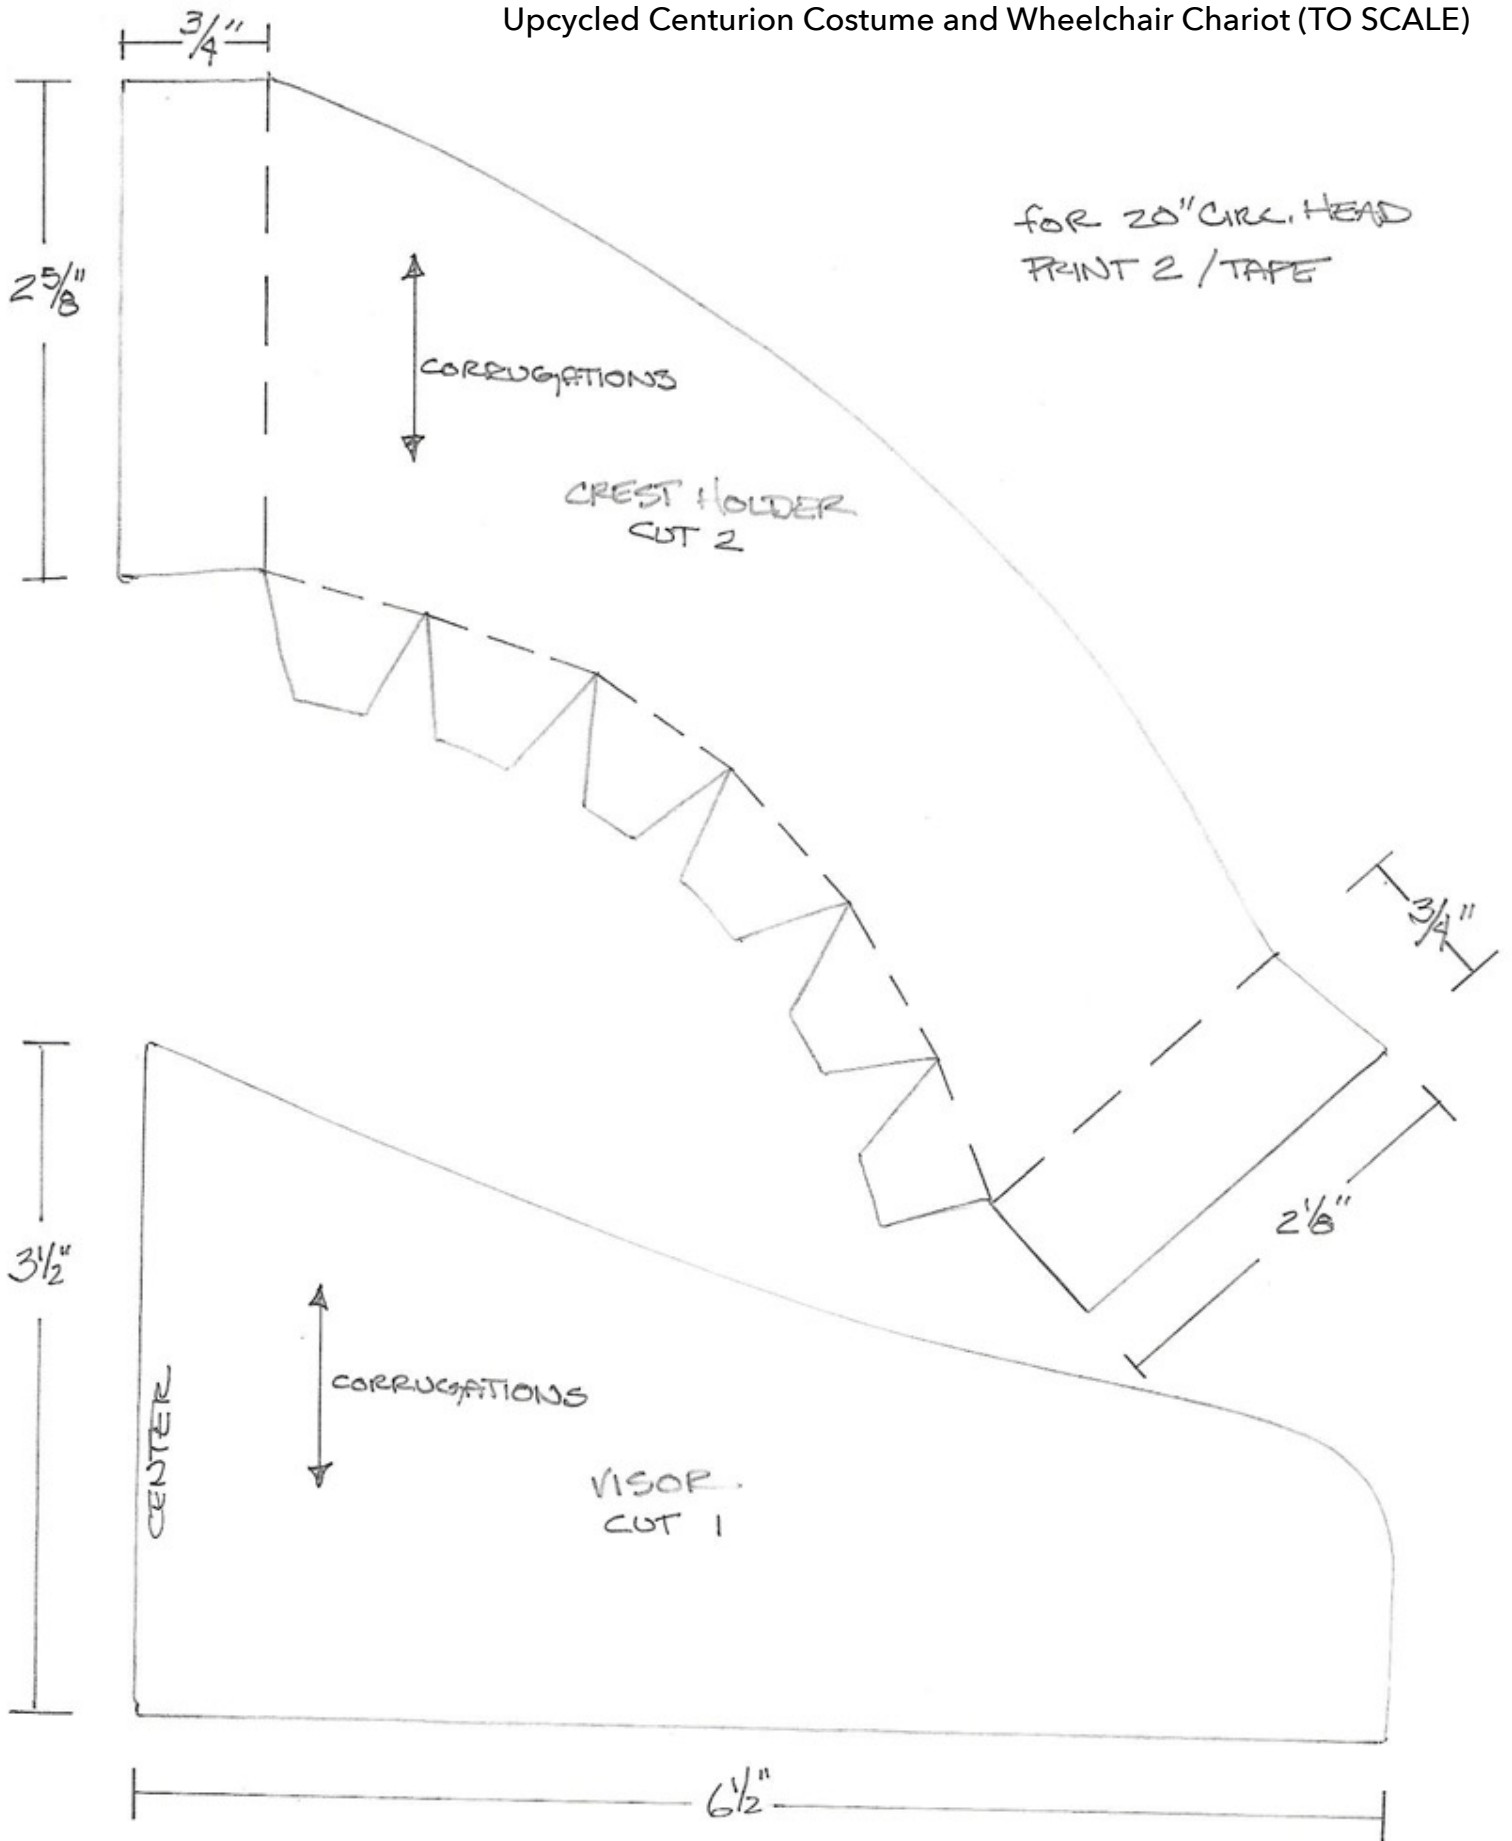 Upcycled Centurion Costume and Wheelchair Chariot (TO SCALE)
3/4"
FOR 20" CIRC. HEAD
PRINT 2 / TAPE
2 5/8"
CORRUGATIONS
CREST HOLDER
CUT 2
3/4"
2 1/8"
3 1/2"
CORRUGATIONS
CENTER
VISOR
CUT 1
6 1/2"